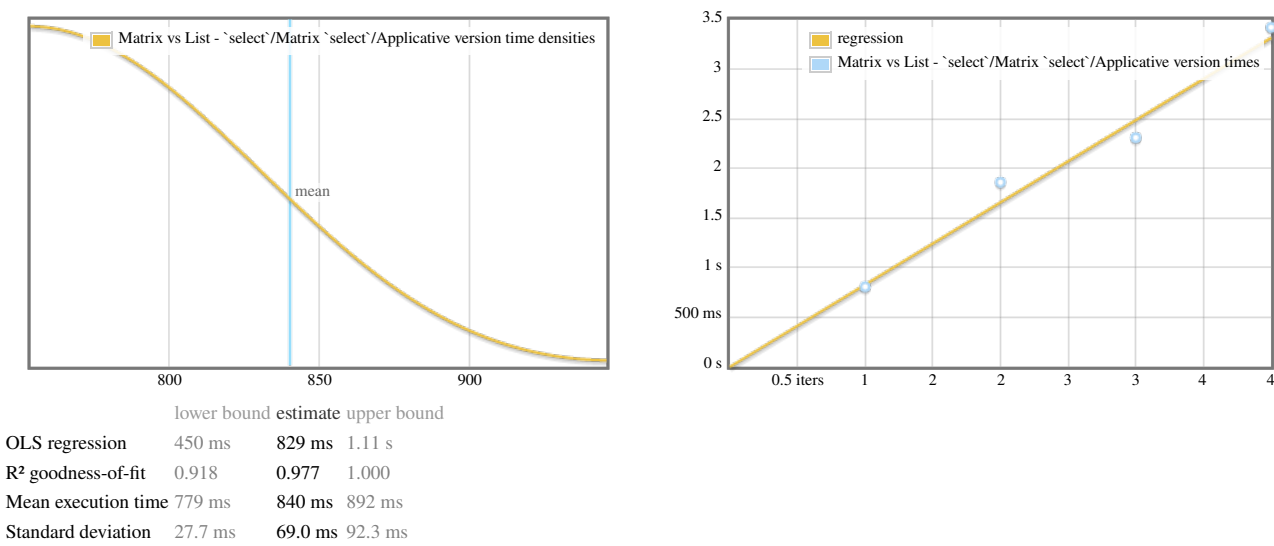 Matrix vs List - `select`/Matrix `select`/Applicative version time densities
mean
800 850 900
3.5
3
2.5
2
1.5
1 s
500 ms
0 s
regression
Matrix vs List - `select`/Matrix `select`/Applicative version times
0.5 iters 1 2 2 3 3 4 4
lower bound estimate upper bound
OLS regression 450 ms 829 ms 1.11 s
R² goodness-of-fit 0.918 0.977 1.000
Mean execution time 779 ms 840 ms 892 ms
Standard deviation 27.7 ms 69.0 ms 92.3 ms